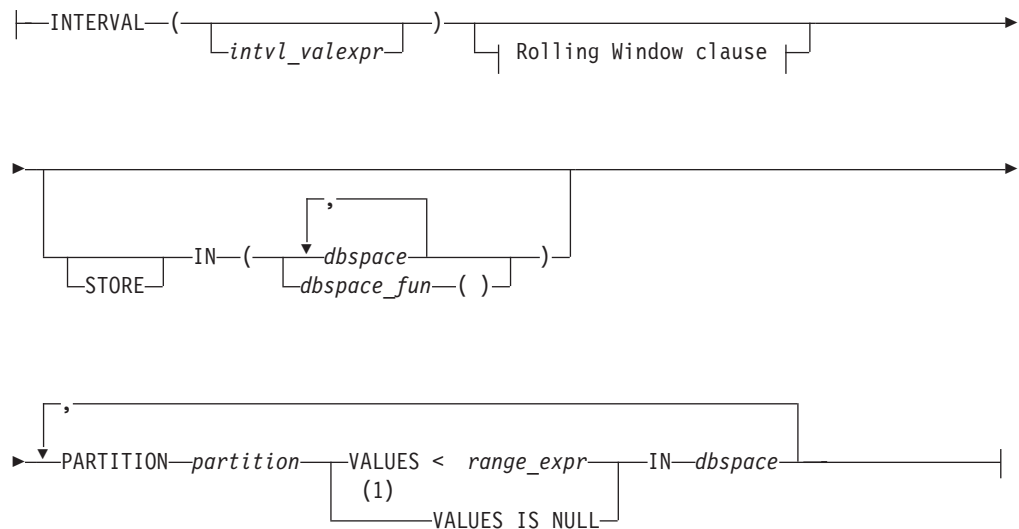 INTERVAL ( intvl_valexpr ) Rolling Window clause
,
STORE IN ( dbspace )
dbspace_fun ( )
,
PARTITION partition VALUES < range_expr IN dbspace
(1)
VALUES IS NULL